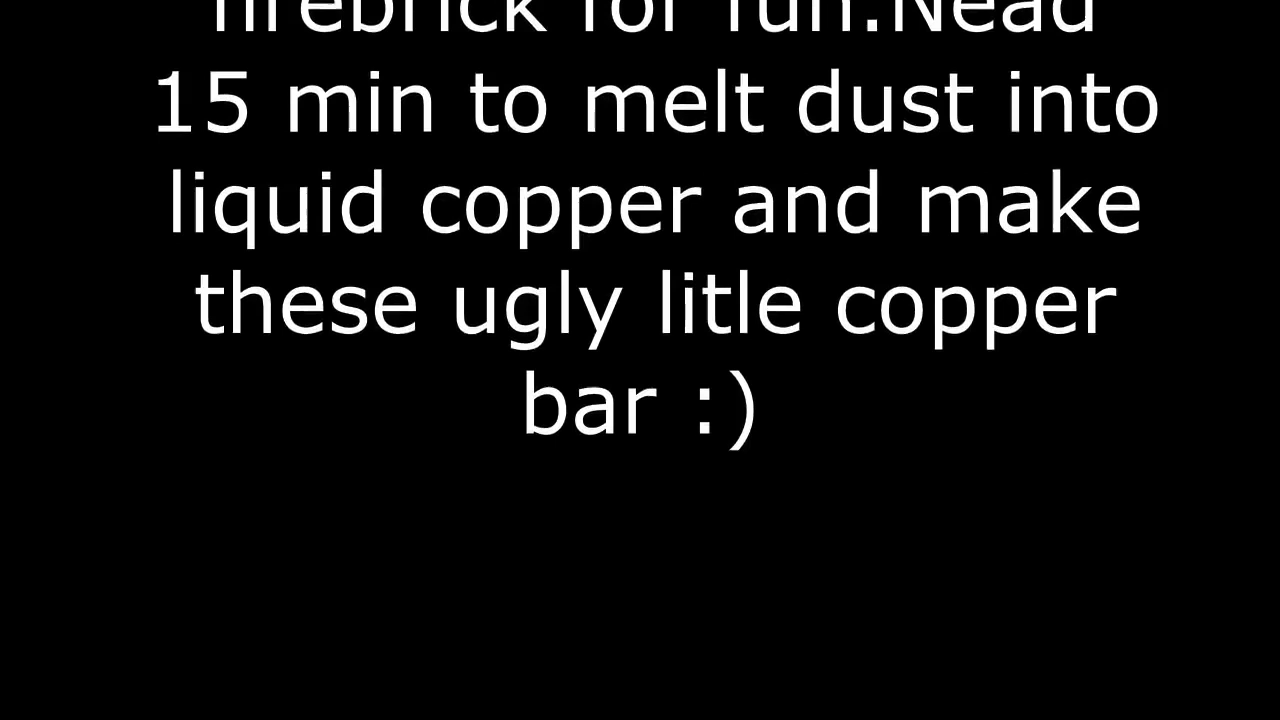 firebrick for fun.Nead
15 min to melt dust into
liquid copper and make
these ugly litle copper
bar :)